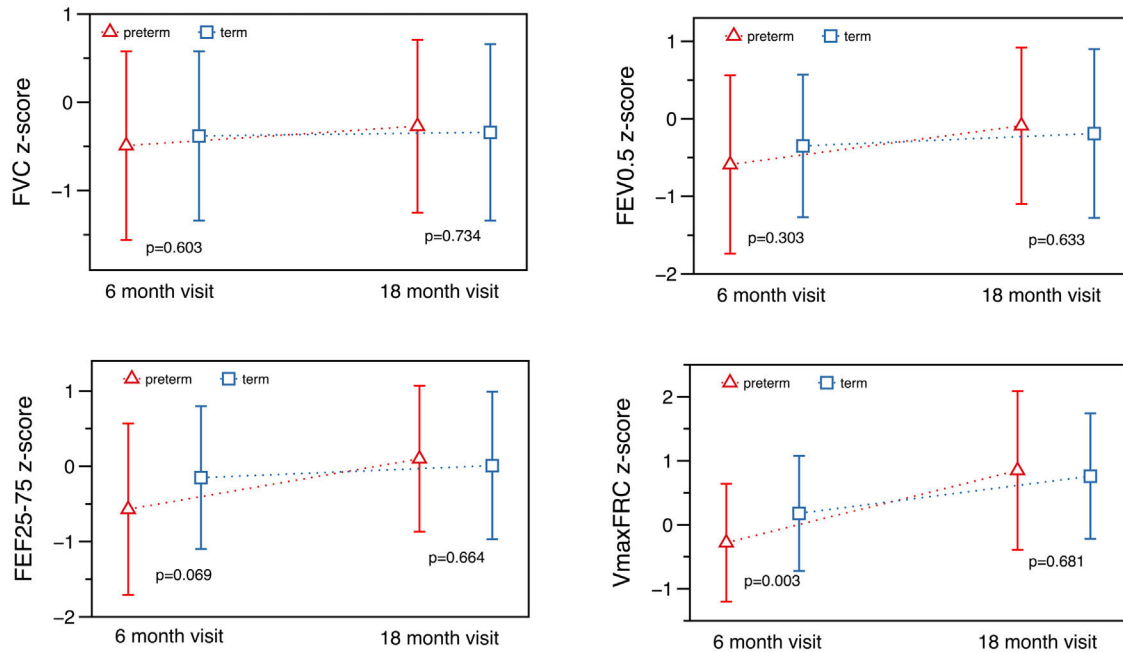 1
preterm
term
0
FVC z-score
−1
p=0.603
p=0.734
6 month visit
18 month visit
preterm
term
1
0
FEV0.5 z-score
−1
p=0.303
p=0.633
−2
6 month visit
18 month visit
preterm
term
1
0
FEF25-75 z-score
−1
p=0.069
p=0.664
−2
6 month visit
18 month visit
preterm
term
2
1
VmaxFRC z-score
0
−1
p=0.003
p=0.681
6 month visit
18 month visit